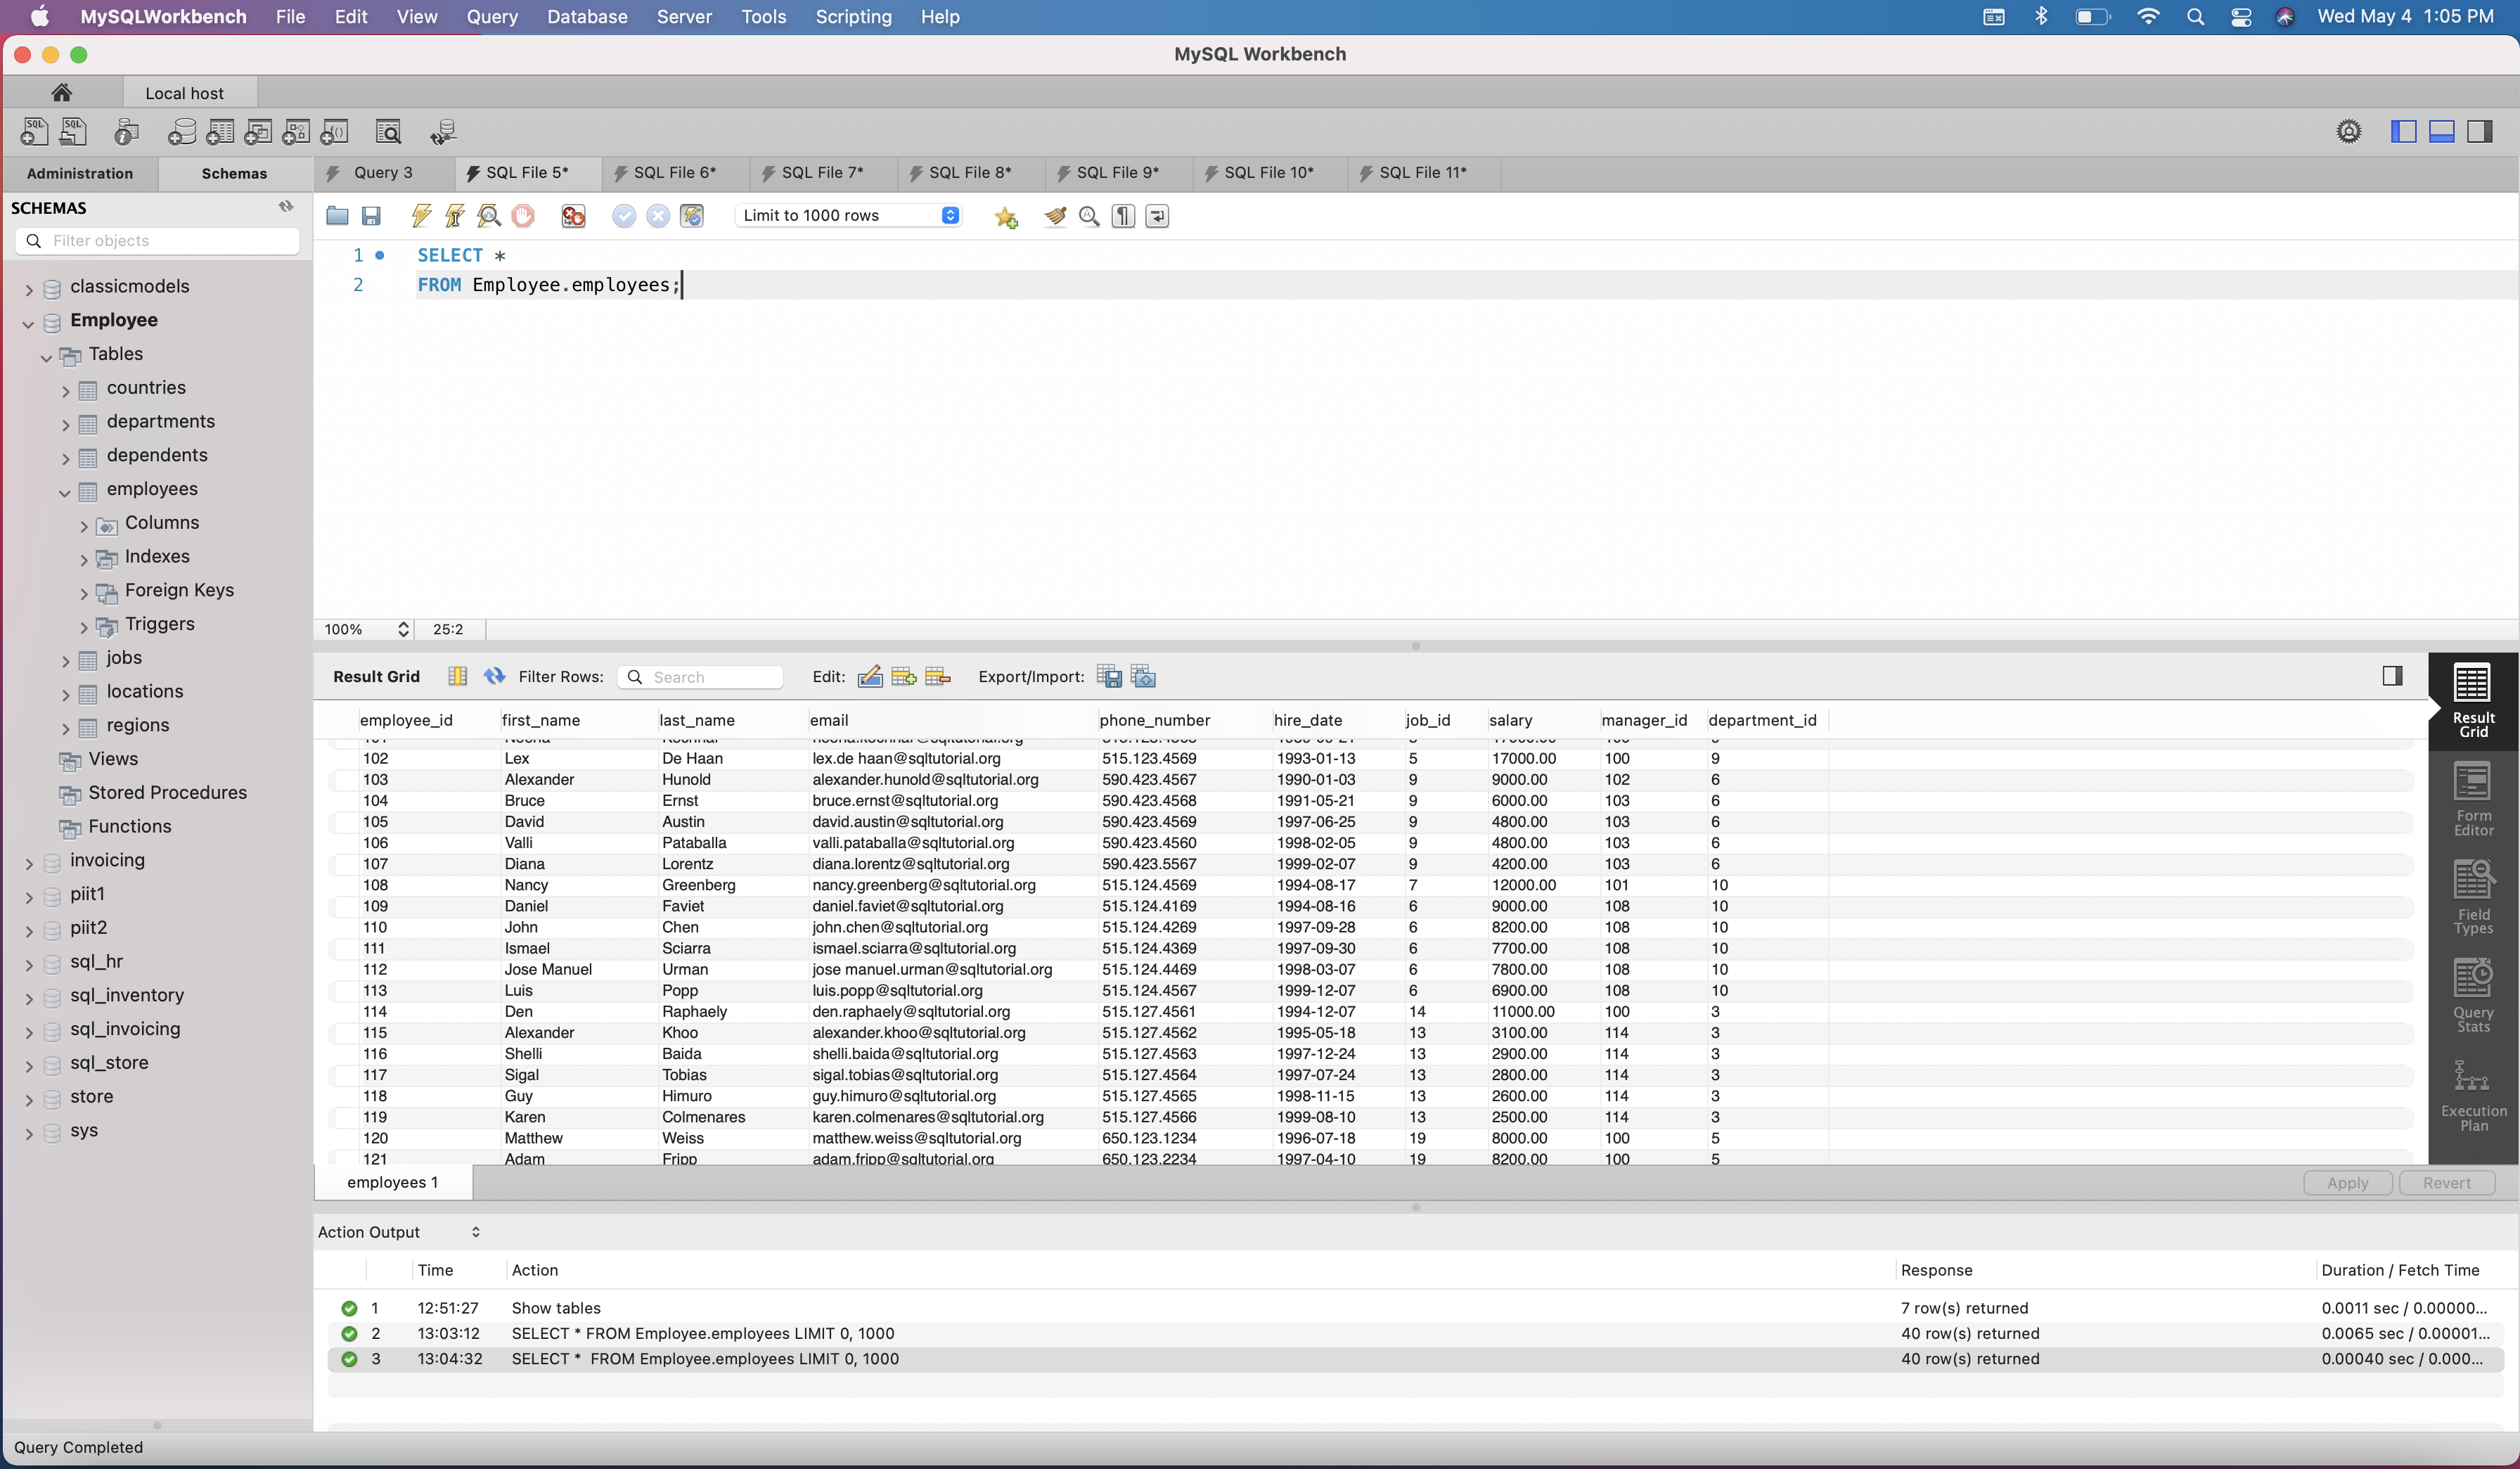 MySQLWorkbench File Edit View Query Database Server Tools Scripting Help Wed May 4 1:05 PM
MySQL Workbench
Local host
Administration Schemas Query 3 SQL File 5* SQL File 6* SQL File 7* SQL File 8* SQL File 9* SQL File 10* SQL File 11*
SCHEMAS
Filter objects
classicmodels
Employee
Tables
countries
departments
dependents
employees
Columns
Indexes
Foreign Keys
Triggers
jobs
locations
regions
Views
Stored Procedures
Functions
invoicing
piit1
piit2
sql_hr
sql_inventory
sql_invoicing
sql_store
store
sys
Limit to 1000 rows
1 SELECT *
2 FROM Employee.employees;
100% 25:2
Result Grid Filter Rows: Search Edit: Export/Import:
employee_id first_name last_name email phone_number hire_date job_id salary manager_id department_id
102 Lex De Haan lex.de haan@sqltutorial.org 515.123.4569 1993-01-13 5 17000.00 100 9
103 Alexander Hunold alexander.hunold@sqltutorial.org 590.423.4567 1990-01-03 9 9000.00 102 6
104 Bruce Ernst bruce.ernst@sqltutorial.org 590.423.4568 1991-05-21 9 6000.00 103 6
105 David Austin david.austin@sqltutorial.org 590.423.4569 1997-06-25 9 4800.00 103 6
106 Valli Pataballa valli.pataballa@sqltutorial.org 590.423.4560 1998-02-05 9 4800.00 103 6
107 Diana Lorentz diana.lorentz@sqltutorial.org 590.423.5567 1999-02-07 9 4200.00 103 6
108 Nancy Greenberg nancy.greenberg@sqltutorial.org 515.124.4569 1994-08-17 7 12000.00 101 10
109 Daniel Faviet daniel.faviet@sqltutorial.org 515.124.4169 1994-08-16 6 9000.00 108 10
110 John Chen john.chen@sqltutorial.org 515.124.4269 1997-09-28 6 8200.00 108 10
111 Ismael Sciarra ismael.sciarra@sqltutorial.org 515.124.4369 1997-09-30 6 7700.00 108 10
112 Jose Manuel Urman jose manuel.urman@sqltutorial.org 515.124.4469 1998-03-07 6 7800.00 108 10
113 Luis Popp luis.popp@sqltutorial.org 515.124.4567 1999-12-07 6 6900.00 108 10
114 Den Raphaely den.raphaely@sqltutorial.org 515.127.4561 1994-12-07 14 11000.00 100 3
115 Alexander Khoo alexander.khoo@sqltutorial.org 515.127.4562 1995-05-18 13 3100.00 114 3
116 Shelli Baida shelli.baida@sqltutorial.org 515.127.4563 1997-12-24 13 2900.00 114 3
117 Sigal Tobias sigal.tobias@sqltutorial.org 515.127.4564 1997-07-24 13 2800.00 114 3
118 Guy Himuro guy.himuro@sqltutorial.org 515.127.4565 1998-11-15 13 2600.00 114 3
119 Karen Colmenares karen.colmenares@sqltutorial.org 515.127.4566 1999-08-10 13 2500.00 114 3
120 Matthew Weiss matthew.weiss@sqltutorial.org 650.123.1234 1996-07-18 19 8000.00 100 5
121 Adam Fripp adam.fripp@sqltutorial.org 650.123.2234 1997-04-10 19 8200.00 100 5
Result
Grid
Form
Editor
Field
Types
Query
Stats
Execution
Plan
employees 1 Apply Revert
Action Output
Time Action Response Duration / Fetch Time
1 12:51:27 Show tables 7 row(s) returned 0.0011 sec / 0.00000...
2 13:03:12 SELECT * FROM Employee.employees LIMIT 0, 1000 40 row(s) returned 0.0065 sec / 0.00001...
3 13:04:32 SELECT *  FROM Employee.employees LIMIT 0, 1000 40 row(s) returned 0.00040 sec / 0.000...
Query Completed